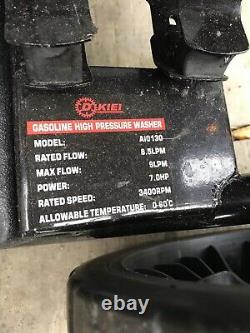 DEKIEI
GASOLINE HIGH PRESSURE WASHER
MODEL: AI0130
RATED FLOW: 8.5LPM
MAX FLOW: 9LPM
POWER: 7.0HP
RATED SPEED: 3400RPM
ALLOWABLE TEMPERATURE: 0-60℃